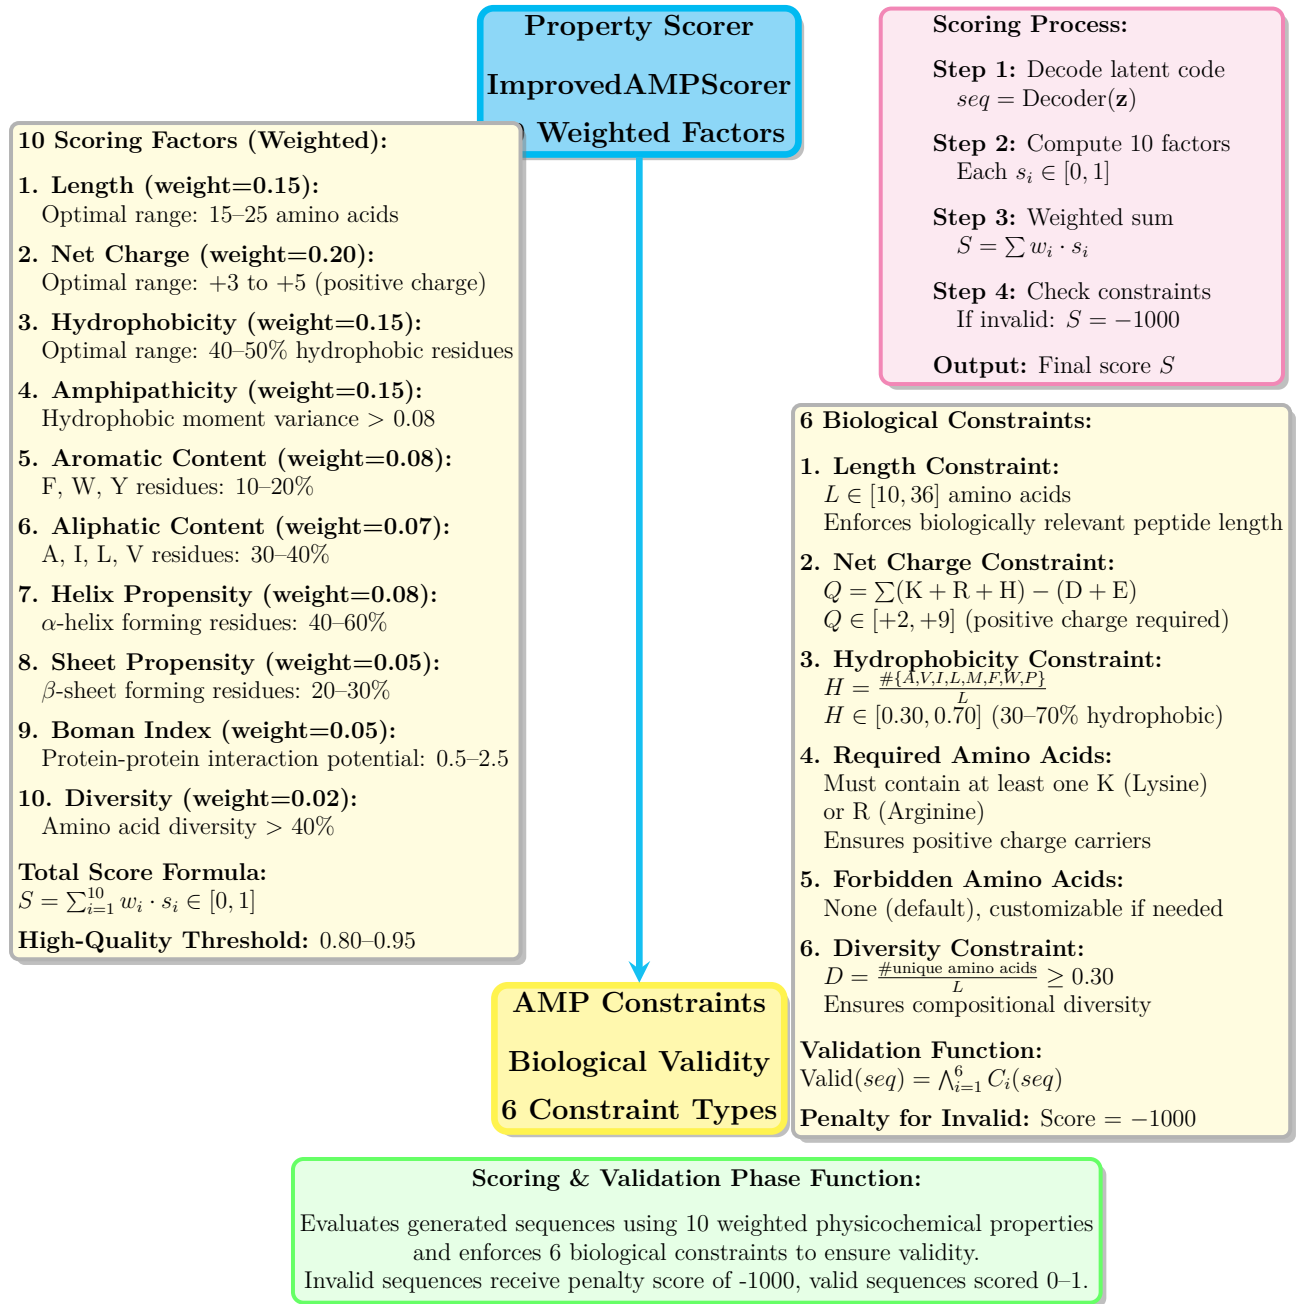 Property Scorer
ImprovedAMPScorer
Weighted Factors
Scoring Process:
Step 1: Decode latent code
seq = Decoder(z)
Step 2: Compute 10 factors
Each s_i ∈ [0, 1]
Step 3: Weighted sum
S = ∑ w_i · s_i
Step 4: Check constraints
If invalid: S = −1000
Output: Final score S
10 Scoring Factors (Weighted):
1. Length (weight=0.15):
Optimal range: 15–25 amino acids
2. Net Charge (weight=0.20):
Optimal range: +3 to +5 (positive charge)
3. Hydrophobicity (weight=0.15):
Optimal range: 40–50% hydrophobic residues
4. Amphipathicity (weight=0.15):
Hydrophobic moment variance > 0.08
5. Aromatic Content (weight=0.08):
F, W, Y residues: 10–20%
6. Aliphatic Content (weight=0.07):
A, I, L, V residues: 30–40%
7. Helix Propensity (weight=0.08):
α-helix forming residues: 40–60%
8. Sheet Propensity (weight=0.05):
β-sheet forming residues: 20–30%
9. Boman Index (weight=0.05):
Protein-protein interaction potential: 0.5–2.5
10. Diversity (weight=0.02):
Amino acid diversity > 40%
Total Score Formula:
S = ∑_{i=1}^{10} w_i · s_i ∈ [0, 1]
High-Quality Threshold: 0.80–0.95
6 Biological Constraints:
1. Length Constraint:
L ∈ [10, 36] amino acids
Enforces biologically relevant peptide length
2. Net Charge Constraint:
Q = ∑(K + R + H) − (D + E)
Q ∈ [+2, +9] (positive charge required)
3. Hydrophobicity Constraint:
H = #{A,V,I,L,M,F,W,P} / L
H ∈ [0.30, 0.70] (30–70% hydrophobic)
4. Required Amino Acids:
Must contain at least one K (Lysine)
or R (Arginine)
Ensures positive charge carriers
5. Forbidden Amino Acids:
None (default), customizable if needed
6. Diversity Constraint:
D = #unique amino acids / L ≥ 0.30
Ensures compositional diversity
Validation Function:
Valid(seq) = ⋀_{i=1}^{6} C_i(seq)
Penalty for Invalid: Score = −1000
AMP Constraints
Biological Validity
6 Constraint Types
Scoring & Validation Phase Function:
Evaluates generated sequences using 10 weighted physicochemical properties
and enforces 6 biological constraints to ensure validity.
Invalid sequences receive penalty score of -1000, valid sequences scored 0–1.